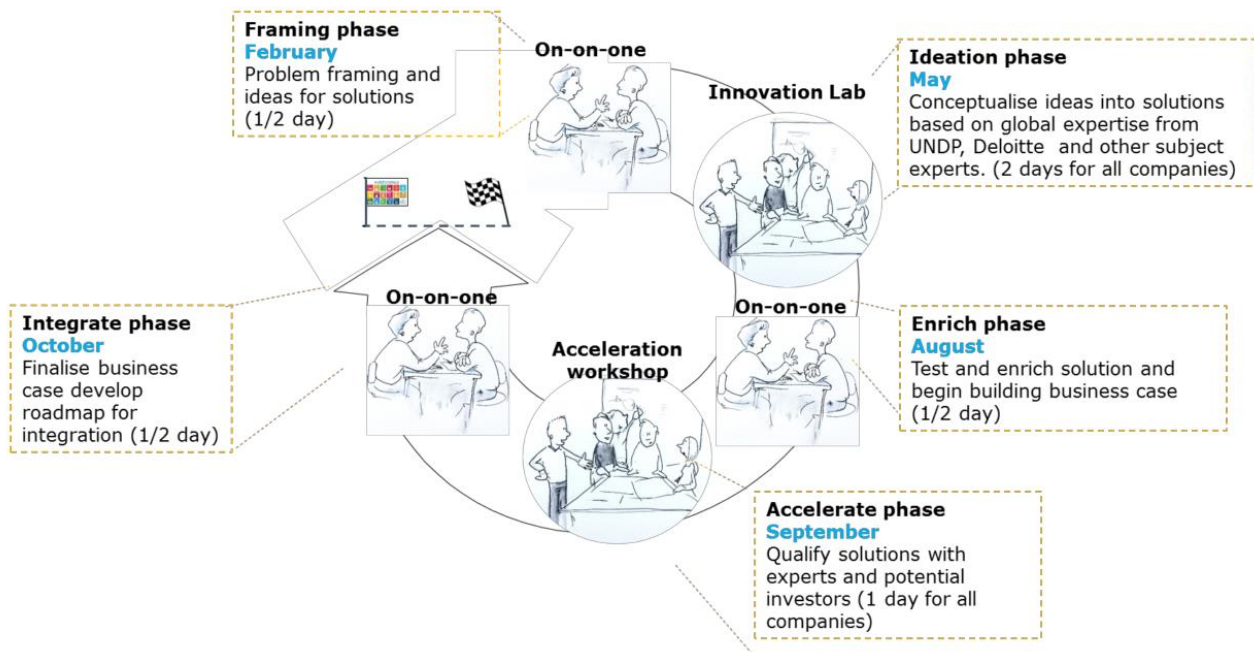 Framing phase
February
Problem framing and
ideas for solutions
(1/2 day)
On-on-one
Innovation Lab
Ideation phase
May
Conceptualise ideas into solutions
based on global expertise from
UNDP, Deloitte and other subject
experts. (2 days for all companies)
On-on-one
Enrich phase
August
Test and enrich solution and
begin building business case
(1/2 day)
Acceleration
workshop
Accelerate phase
September
Qualify solutions with
experts and potential
investors (1 day for all
companies)
On-on-one
Integrate phase
October
Finalise business
case develop
roadmap for
integration (1/2 day)